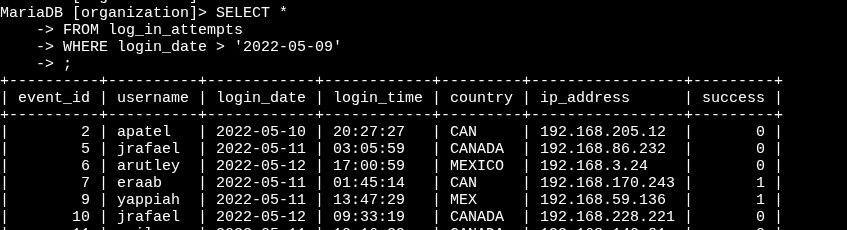 MariaDB [organization]> SELECT *
    -> FROM log_in_attempts
    -> WHERE login_date > '2022-05-09'
    -> ;
+----------+----------+------------+------------+---------+-----------------+---------+
| event_id | username | login_date | login_time | country | ip_address      | success |
+----------+----------+------------+------------+---------+-----------------+---------+
|        2 | apatel   | 2022-05-10 | 20:27:27   | CAN     | 192.168.205.12  |       0 |
|        5 | jrafael  | 2022-05-11 | 03:05:59   | CANADA  | 192.168.86.232  |       0 |
|        6 | arutley  | 2022-05-12 | 17:00:59   | MEXICO  | 192.168.3.24    |       0 |
|        7 | eraab    | 2022-05-11 | 01:45:14   | CAN     | 192.168.170.243 |       1 |
|        9 | yappiah  | 2022-05-11 | 13:47:29   | MEX     | 192.168.59.136  |       1 |
|       10 | jrafael  | 2022-05-12 | 09:33:19   | CANADA  | 192.168.228.221 |       0 |